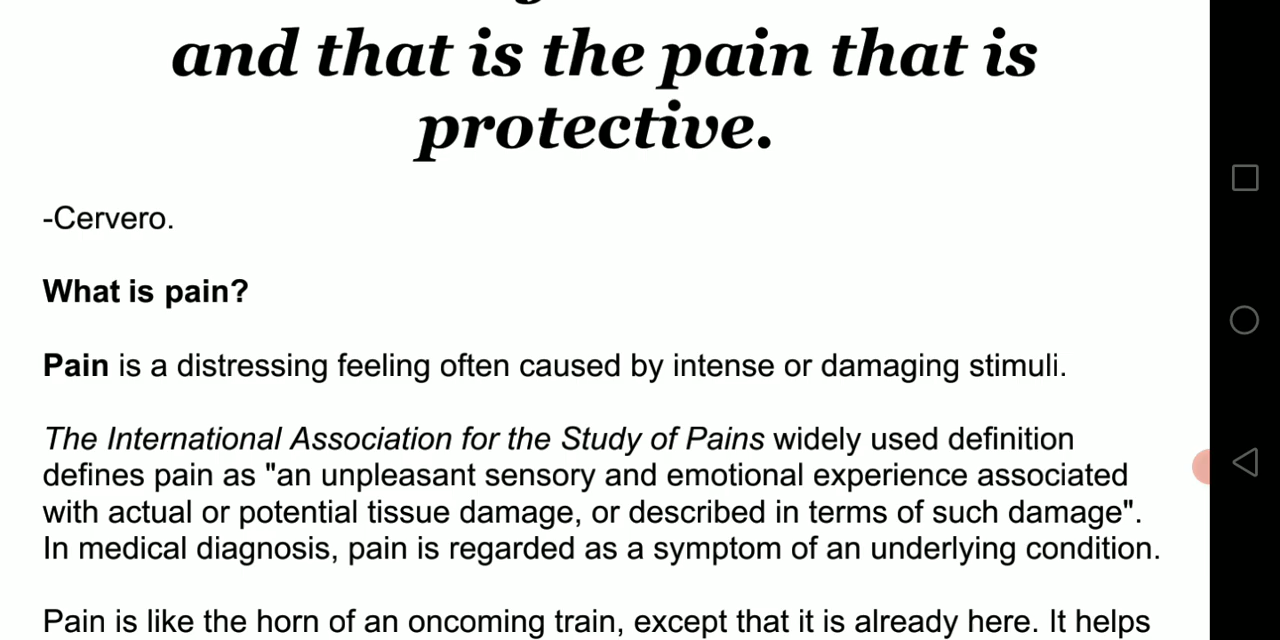 and that is the pain that is
protective.
-Cervero.
What is pain?
Pain is a distressing feeling often caused by intense or damaging stimuli.
The International Association for the Study of Pains widely used definition
defines pain as "an unpleasant sensory and emotional experience associated
with actual or potential tissue damage, or described in terms of such damage".
In medical diagnosis, pain is regarded as a symptom of an underlying condition.
Pain is like the horn of an oncoming train, except that it is already here. It helps